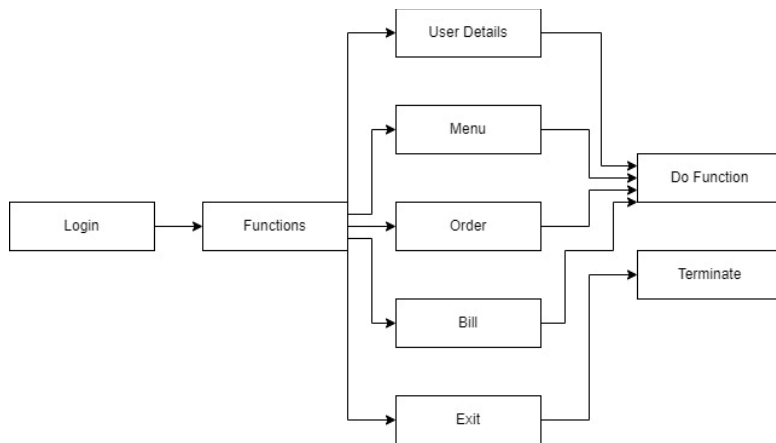 User Details
Menu
Do Function
Login
Functions
Order
Terminate
Bill
Exit